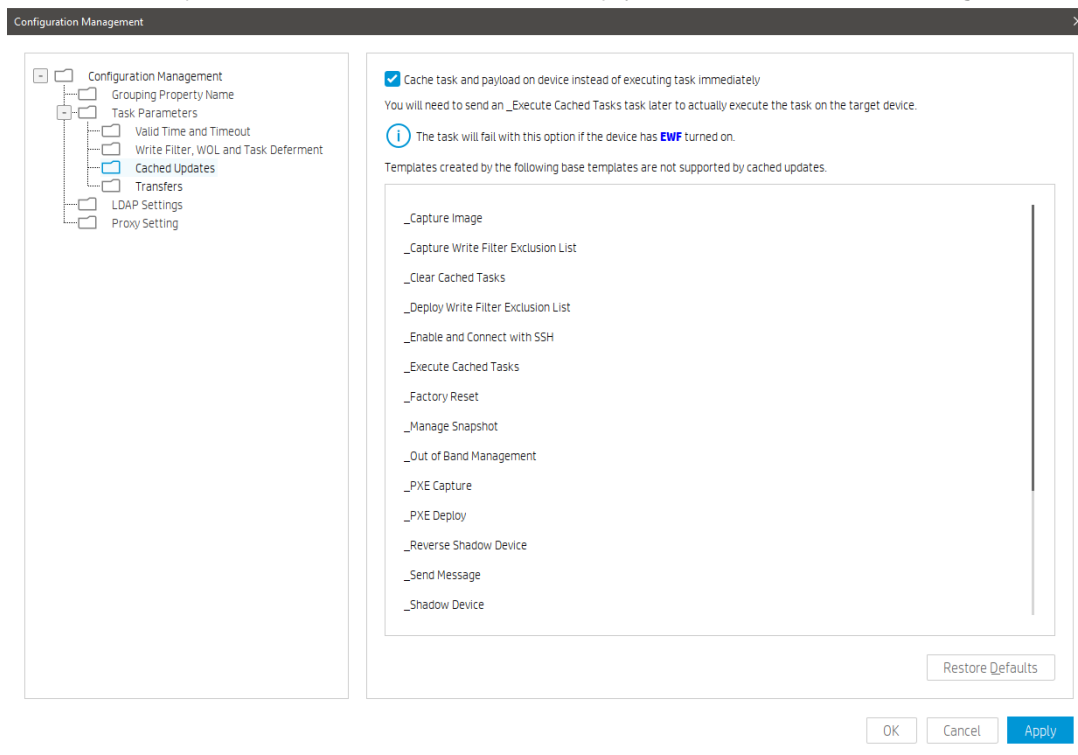 Configuration Management
Configuration Management
Grouping Property Name
Task Parameters
Valid Time and Timeout
Write Filter, WOL and Task Deferment
Cached Updates
Transfers
LDAP Settings
Proxy Setting
Cache task and payload on device instead of executing task immediately
You will need to send an _Execute Cached Tasks task later to actually execute the task on the target device.
The task will fail with this option if the device has EWF turned on.
Templates created by the following base templates are not supported by cached updates.
_Capture Image
_Capture Write Filter Exclusion List
_Clear Cached Tasks
_Deploy Write Filter Exclusion List
_Enable and Connect with SSH
_Execute Cached Tasks
_Factory Reset
_Manage Snapshot
_Out of Band Management
_PXE Capture
_PXE Deploy
_Reverse Shadow Device
_Send Message
_Shadow Device
Restore Defaults
OK Cancel Apply